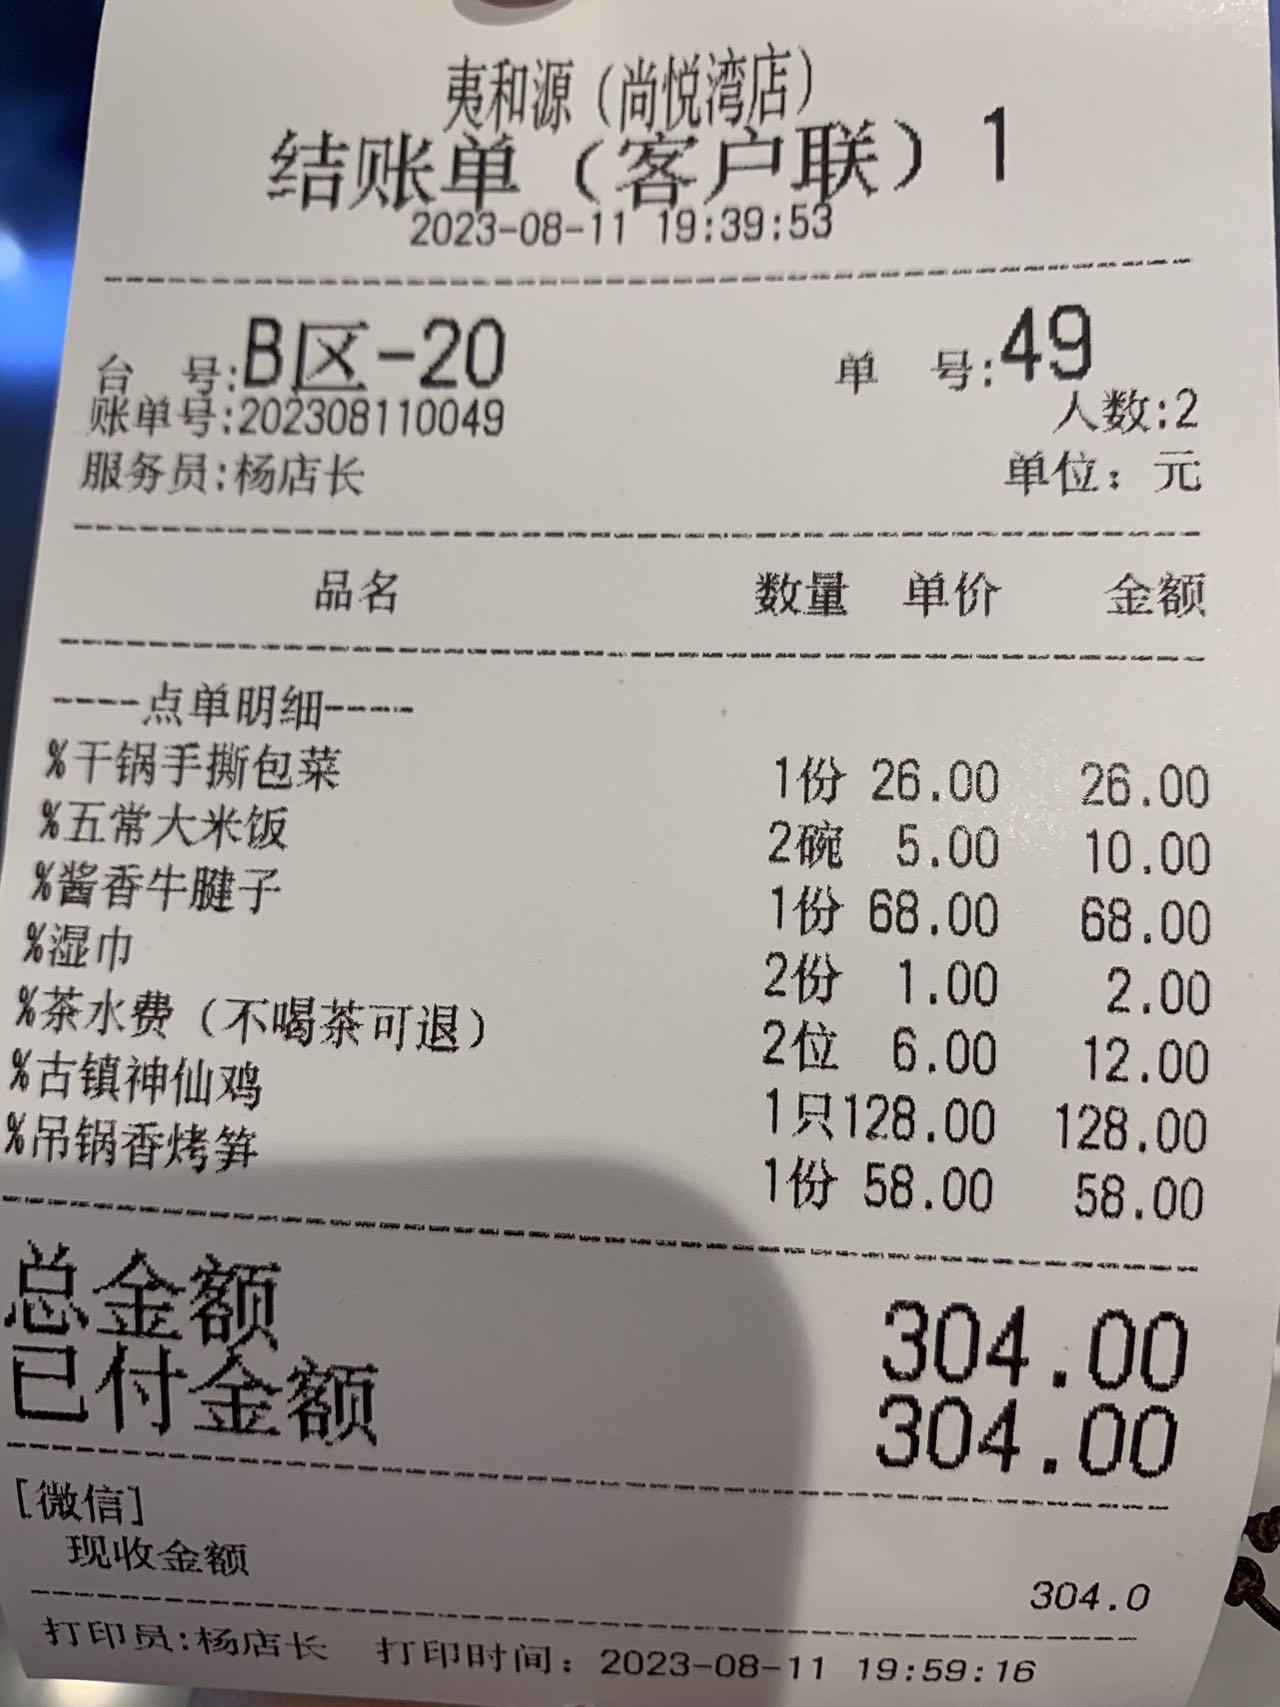 夷和源（尚悦湾店）
结账单（客户联）1
2023-08-11 19:39:53
台 号:B区-20 单 号:49
账单号:202308110049 人数:2
服务员:杨店长 单位：元
品名 数量 单价 金额
----点单明细----
%干锅手撕包菜 1份 26.00 26.00
%五常大米饭 2碗 5.00 10.00
%酱香牛腱子 1份 68.00 68.00
%湿巾 2份 1.00 2.00
%茶水费（不喝茶可退） 2位 6.00 12.00
%古镇神仙鸡 1只 128.00 128.00
%吊锅香烤笋 1份 58.00 58.00
总金额 304.00
已付金额 304.00
[微信]
现收金额 304.0
打印员:杨店长 打印时间：2023-08-11 19:59:16